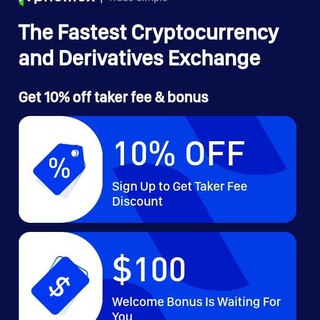 The Fastest Cryptocurrency
and Derivatives Exchange
Get 10% off taker fee & bonus
%
10% OFF
Sign Up to Get Taker Fee
Discount
$
$100
Welcome Bonus Is Waiting For
You